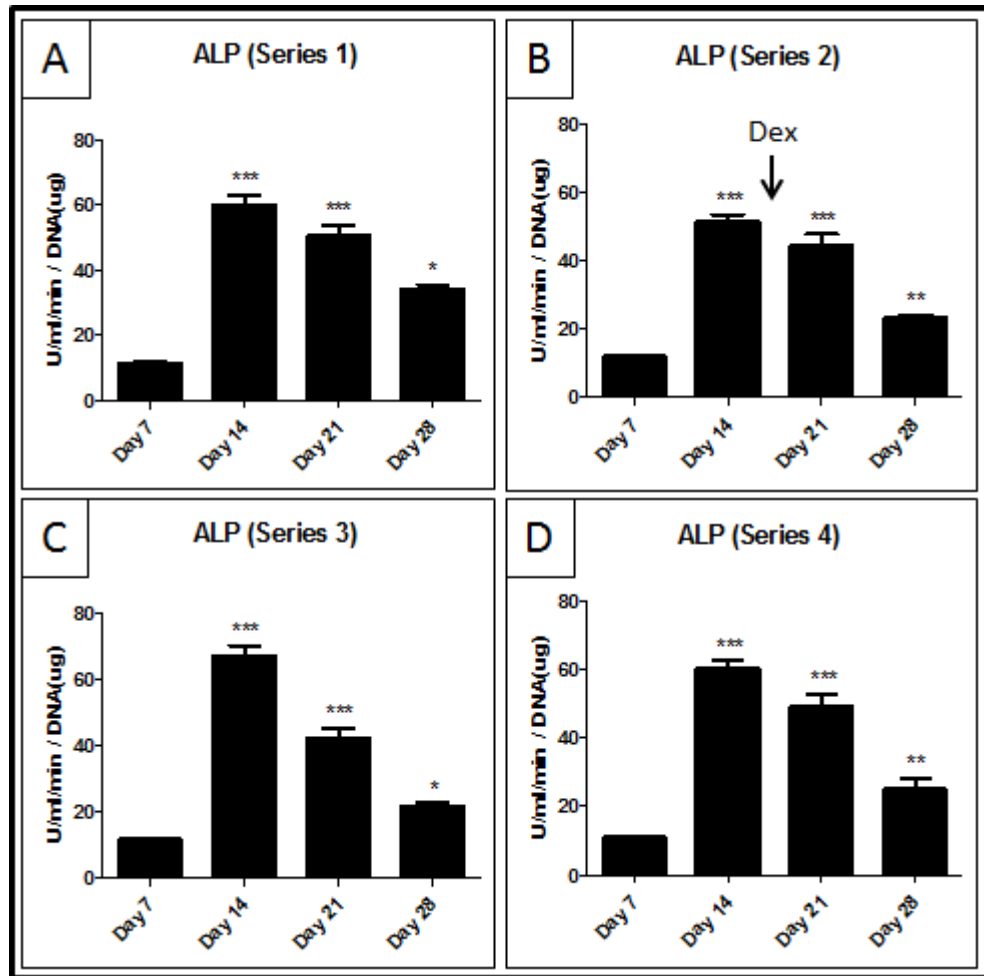 A
ALP (Series 1)
U/ml/min / DNA(ug)
80
60
40
20
0
***
***
*
Day 7
Day 14
Day 21
Day 28
B
ALP (Series 2)
Dex
U/ml/min / DNA(ug)
80
60
40
20
0
***
***
**
Day 7
Day 14
Day 21
Day 28
C
ALP (Series 3)
U/ml/min / DNA(ug)
80
60
40
20
0
***
***
*
Day 7
Day 14
Day 21
Day 28
D
ALP (Series 4)
U/ml/min / DNA(ug)
80
60
40
20
0
***
***
**
Day 7
Day 14
Day 21
Day 28